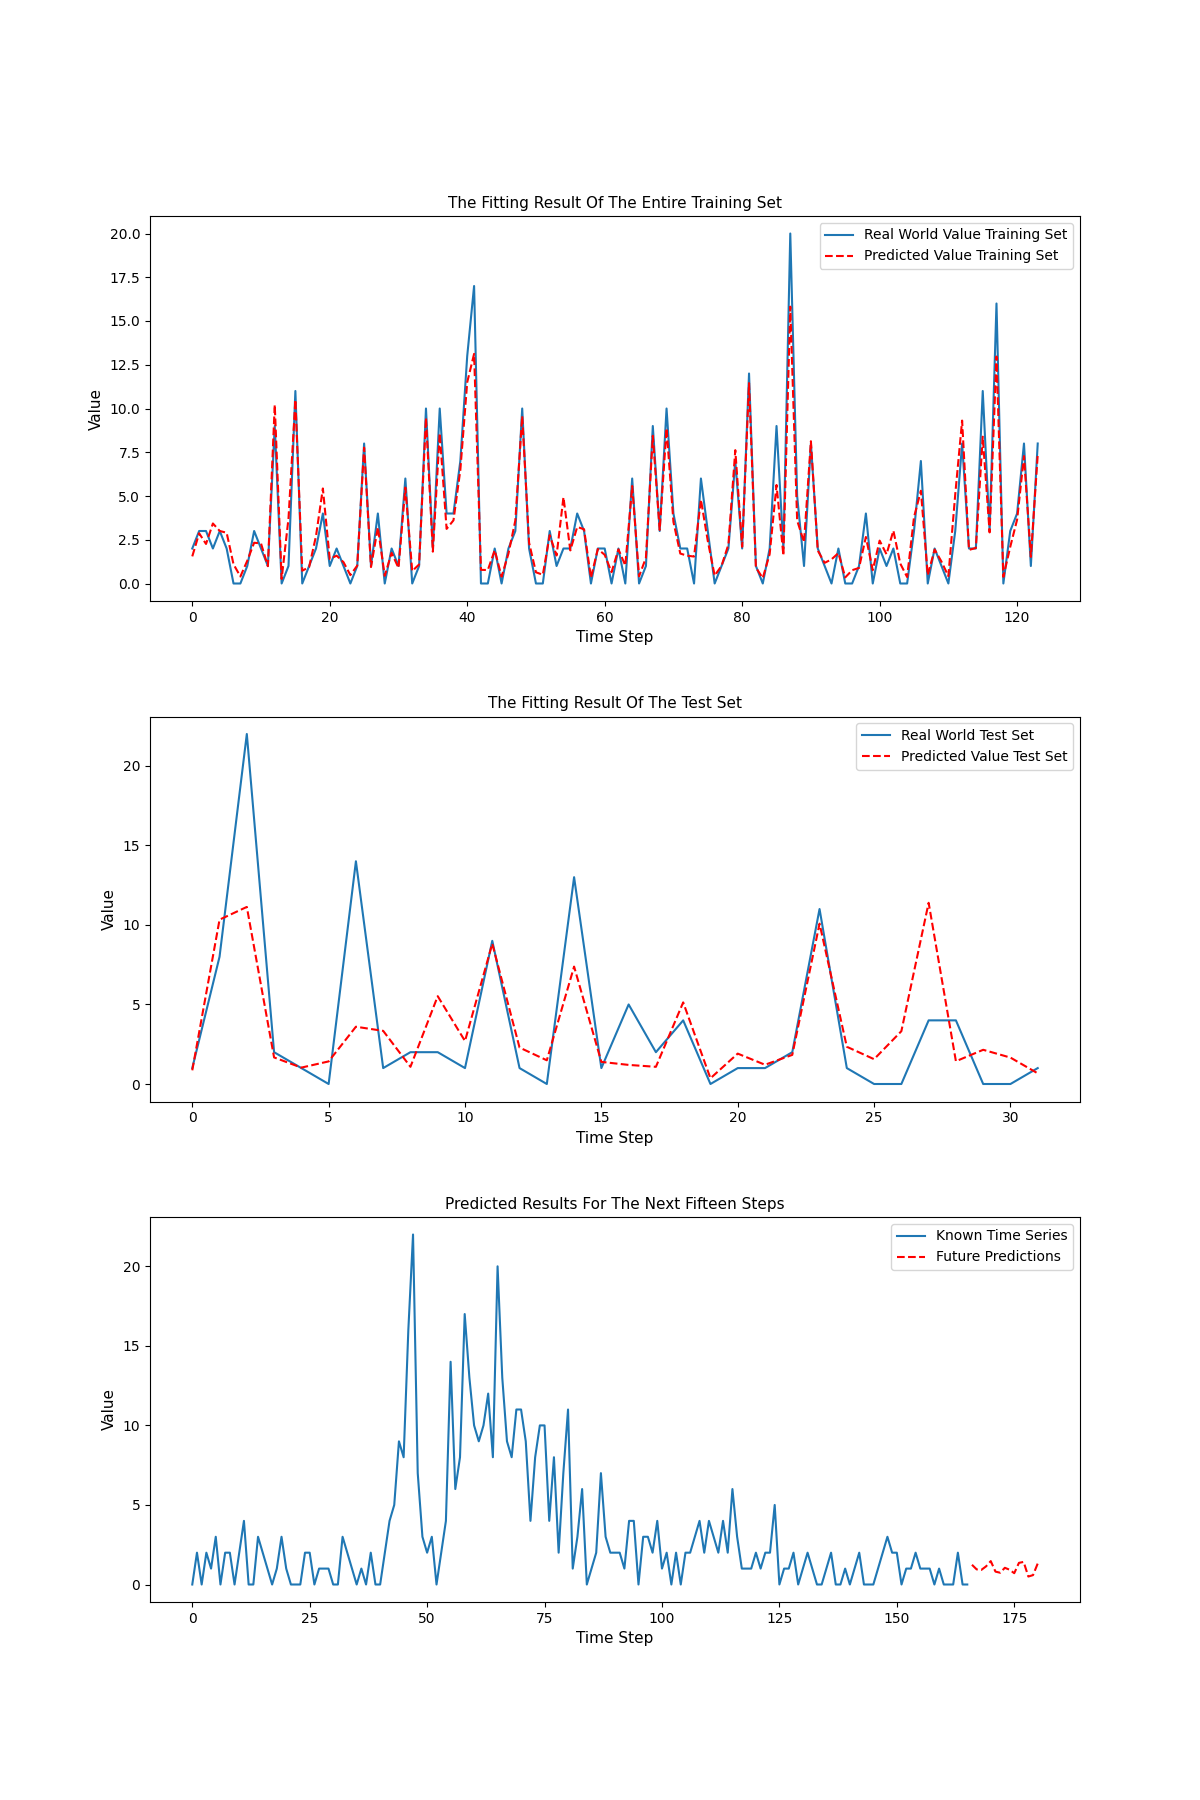 The Fitting Result Of The Entire Training Set
Real World Value Training Set
Predicted Value Training Set
20.0
17.5
15.0
12.5
10.0
7.5
5.0
2.5
0.0
Value
0 20 40 60 80 100 120
Time Step
The Fitting Result Of The Test Set
Real World Test Set
Predicted Value Test Set
20
15
10
5
0
Value
0 5 10 15 20 25 30
Time Step
Predicted Results For The Next Fifteen Steps
Known Time Series
Future Predictions
20
15
10
5
0
Value
0 25 50 75 100 125 150 175
Time Step